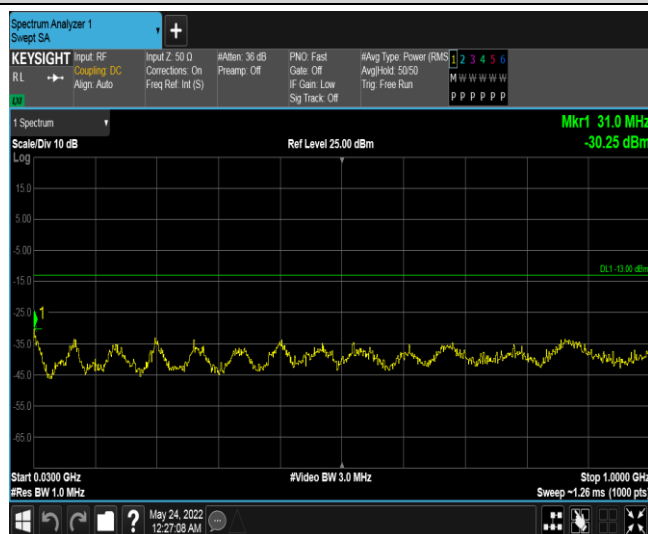 Spectrum Analyzer 1
Swept SA
+
KEYSIGHT
RL
LXI
Input: RF
Coupling: DC
Align: Auto
Input Z: 50 Ω
Corrections: On
Freq Ref: Int (S)
#Atten: 36 dB
Preamp: Off
PNO: Fast
Gate: Off
IF Gain: Low
Sig Track: Off
#Avg Type: Power (RMS
Avg|Hold: 50/50
Trig: Free Run
1 2 3 4 5 6
M W W W W W
P P P P P P
1 Spectrum
Mkr1 31.0 MHz
Scale/Div 10 dB
Ref Level 25.00 dBm
-30.25 dBm
Log
15.0
5.00
-5.00
DL1 -13.00 dBm
-15.0
-25.0
1
-35.0
-45.0
-55.0
-65.0
Start 0.0300 GHz
#Video BW 3.0 MHz
Stop 1.0000 GHz
#Res BW 1.0 MHz
Sweep ~1.26 ms (1000 pts)
?
May 24, 2022
12:27:08 AM